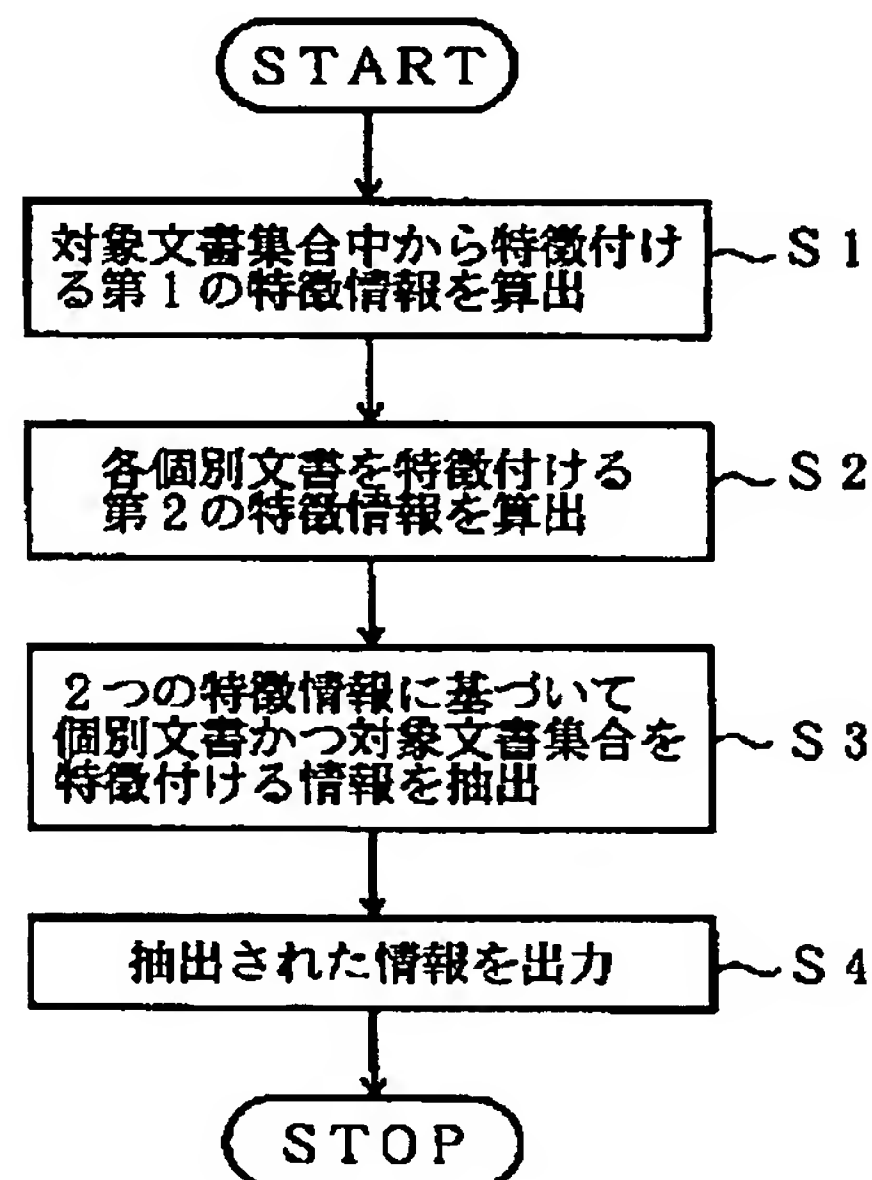 START
対象文書集合中から特徴付け
る第1の特徴情報を算出
~S1
各個別文書を特徴付ける
第2の特徴情報を算出
~S2
2つの特徴情報に基づいて
個別文書かつ対象文書集合を
特徴付ける情報を抽出
~S3
抽出された情報を出力
~S4
STOP